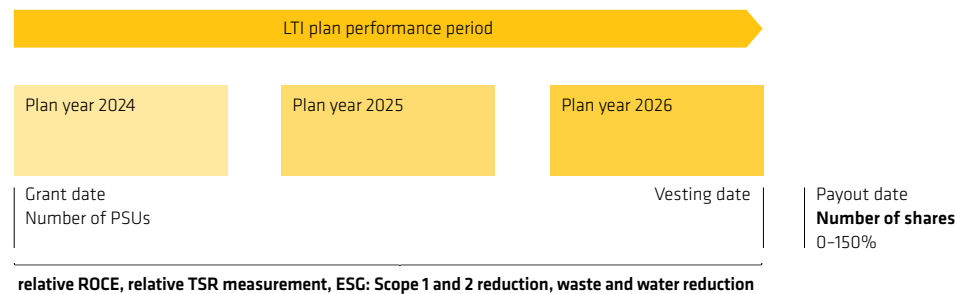 LTI plan performance period
Plan year 2024
Plan year 2025
Plan year 2026
Grant date
Number of PSUs
Vesting date
Payout date
Number of shares
0–150%
relative ROCE, relative TSR measurement, ESG: Scope 1 and 2 reduction, waste and water reduction